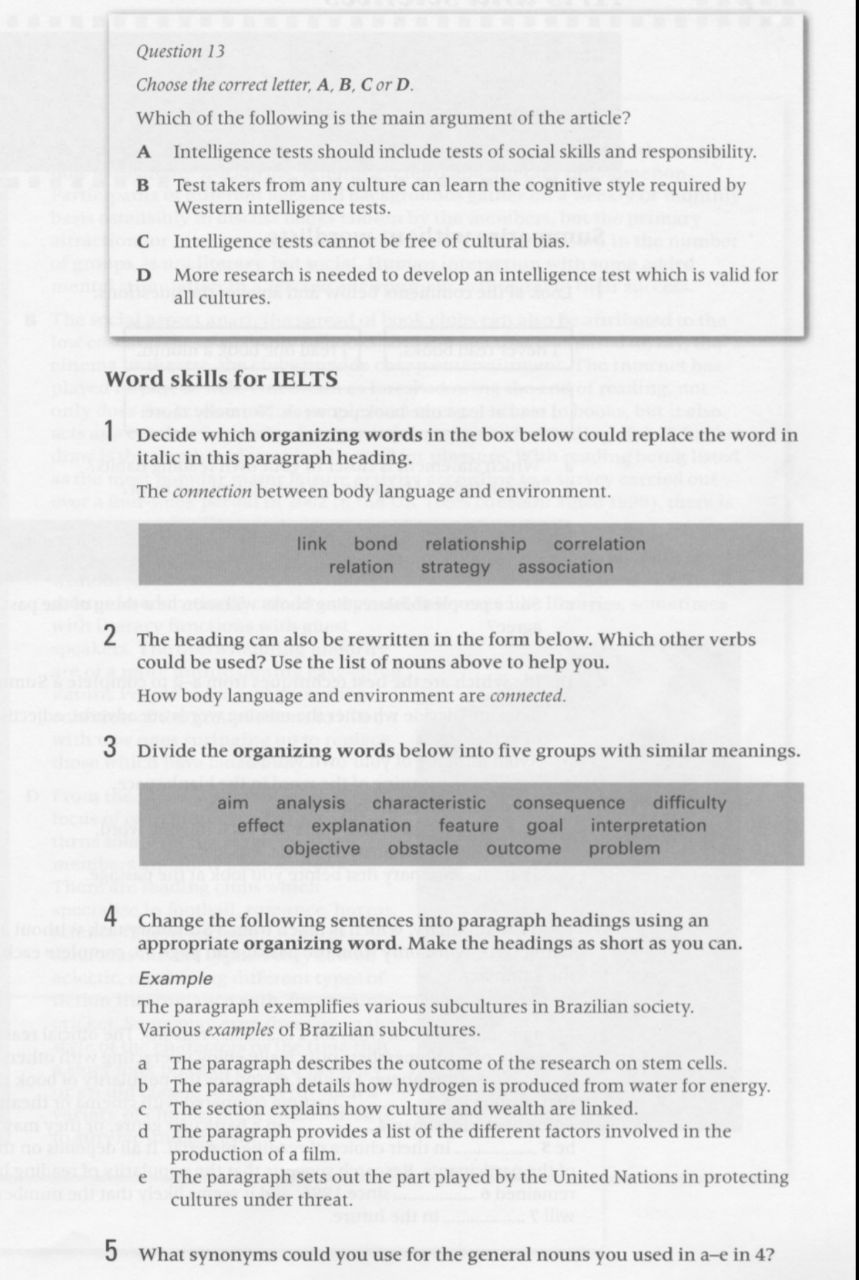 Question 13
Choose the correct letter, A, B, C or D.
Which of the following is the main argument of the article?
A Intelligence tests should include tests of social skills and responsibility.
B Test takers from any culture can learn the cognitive style required by
Western intelligence tests.
C Intelligence tests cannot be free of cultural bias.
D More research is needed to develop an intelligence test which is valid for
all cultures.
Word skills for IELTS
1 Decide which organizing words in the box below could replace the word in
italic in this paragraph heading.
The connection between body language and environment.
link bond relationship correlation
relation strategy association
2 The heading can also be rewritten in the form below. Which other verbs
could be used? Use the list of nouns above to help you.
How body language and environment are connected.
3 Divide the organizing words below into five groups with similar meanings.
aim analysis characteristic consequence difficulty
effect explanation feature goal interpretation
objective obstacle outcome problem
4 Change the following sentences into paragraph headings using an
appropriate organizing word. Make the headings as short as you can.
Example
The paragraph exemplifies various subcultures in Brazilian society.
Various examples of Brazilian subcultures.
a The paragraph describes the outcome of the research on stem cells.
b The paragraph details how hydrogen is produced from water for energy.
c The section explains how culture and wealth are linked.
d The paragraph provides a list of the different factors involved in the
production of a film.
e The paragraph sets out the part played by the United Nations in protecting
cultures under threat.
5 What synonyms could you use for the general nouns you used in a–e in 4?